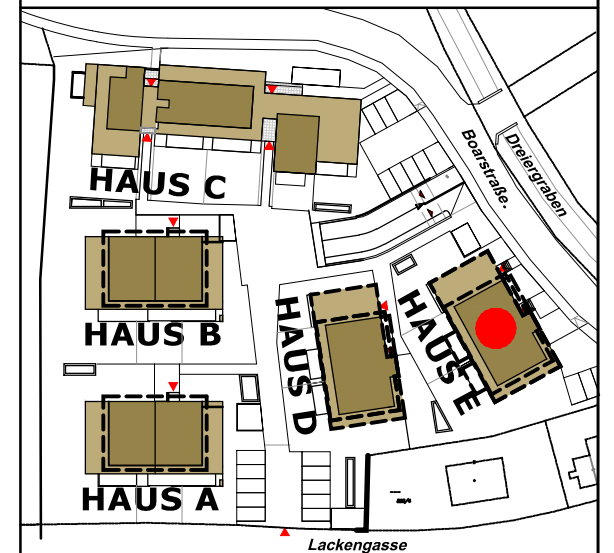 HAUS C
Boarstraße.
Dreiergraben
HAUS B
HAUS D
HAUS E
HAUS A
Lackengasse